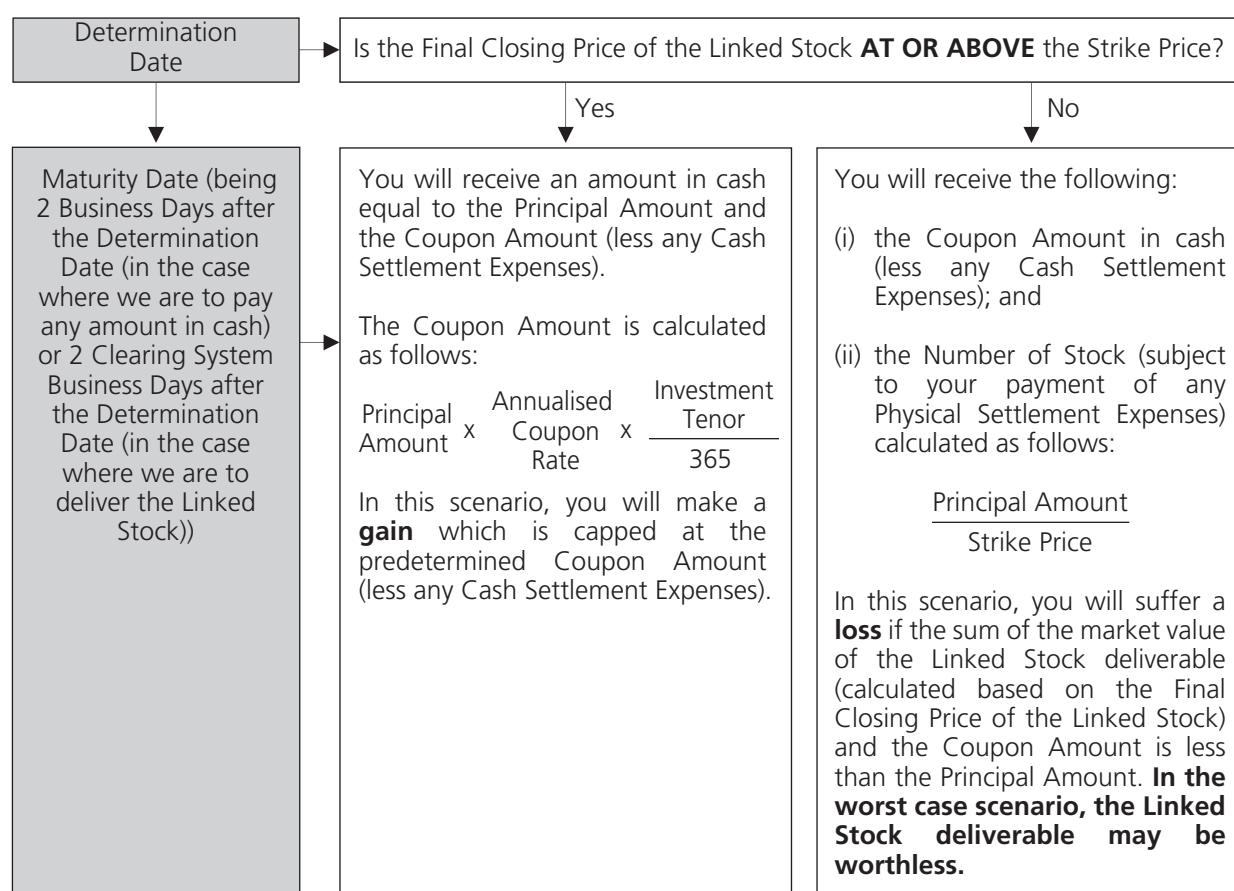 Determination
Date
Is the Final Closing Price of the Linked Stock AT OR ABOVE the Strike Price?
Yes
No
Maturity Date (being
2 Business Days after
the Determination
Date (in the case
where we are to pay
any amount in cash)
or 2 Clearing System
Business Days after
the Determination
Date (in the case
where we are to
deliver the Linked
Stock))
You will receive an amount in cash
equal to the Principal Amount and
the Coupon Amount (less any Cash
Settlement Expenses).
The Coupon Amount is calculated
as follows:
Principal
Amount
x
Annualised
Coupon
Rate
x
Investment
Tenor
365
In this scenario, you will make a
gain which is capped at the
predetermined Coupon Amount
(less any Cash Settlement Expenses).
You will receive the following:
(i) the Coupon Amount in cash
(less any Cash Settlement
Expenses); and
(ii) the Number of Stock (subject
to your payment of any
Physical Settlement Expenses)
calculated as follows:
Principal Amount
Strike Price
In this scenario, you will suffer a
loss if the sum of the market value
of the Linked Stock deliverable
(calculated based on the Final
Closing Price of the Linked Stock)
and the Coupon Amount is less
than the Principal Amount. In the
worst case scenario, the Linked
Stock deliverable may be
worthless.